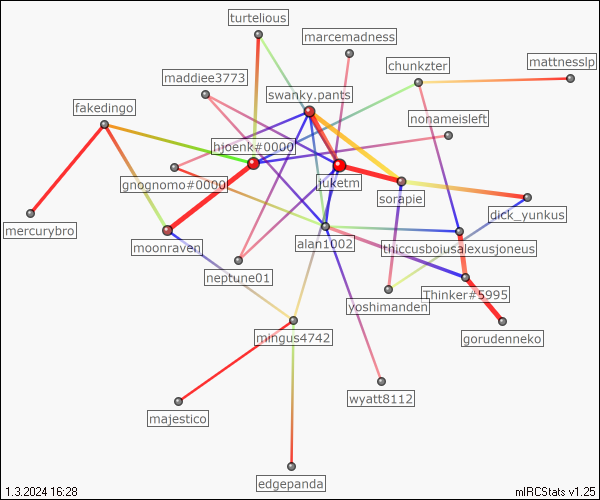 turtelious
marcemadness
mattnesslp
chunkzter
maddiee3773
swanky.pants
fakedingo
nonameisleft
hjoenk#0000
gnognomo#0000
juketm
sorapie
dick_yunkus
mercurybro
moonraven
alan1002
thiccusboiusalexusjoneus
neptune01
Thinker#5995
yoshimanden
mingus4742
gorudenneko
wyatt8112
majestico
edgepanda
1.3.2024 16:28
mIRCStats v1.25